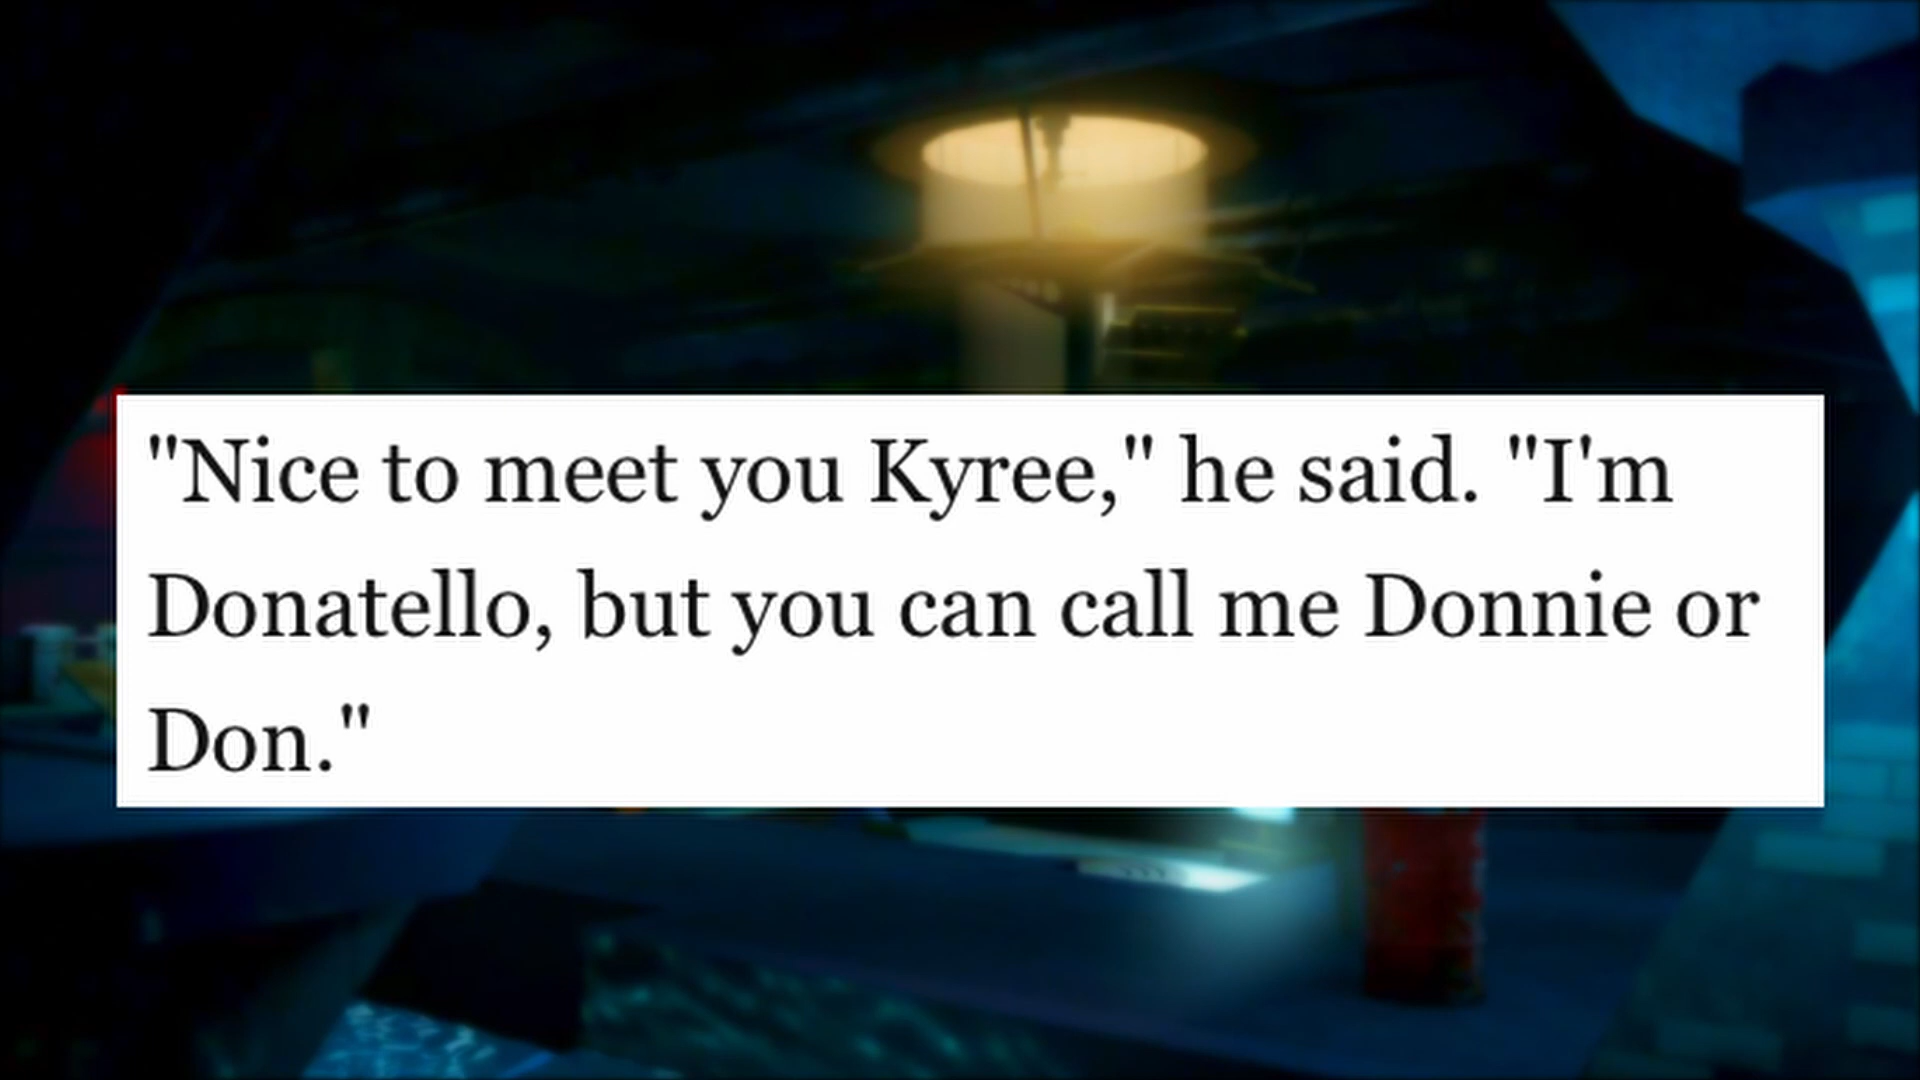 "Nice to meet you Kyree," he said. "I'm
Donatello, but you can call me Donnie or
Don."